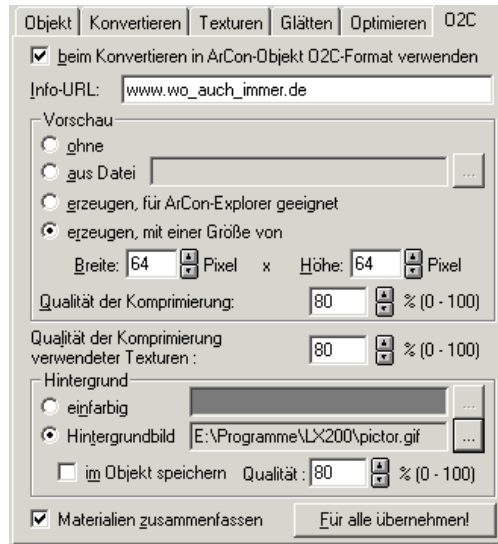 Objekt Konvertieren Texturen Glätten Optimieren O2C
beim Konvertieren in ArCon-Objekt O2C-Format verwenden
Info-URL: www.wo_auch_immer.de
Vorschau
ohne
aus Datei ...
erzeugen, für ArCon-Explorer geeignet
erzeugen, mit einer Größe von
Breite: 64 Pixel x Höhe: 64 Pixel
Qualität der Komprimierung: 80 % (0 - 100)
Qualität der Komprimierung
verwendeter Texturen : 80 % (0 - 100)
Hintergrund
einfarbig ...
Hintergrundbild E:\Programme\LX200\pictor.gif ...
im Objekt speichern Qualität : 80 % (0 - 100)
Materialien zusammenfassen Für alle übernehmen!